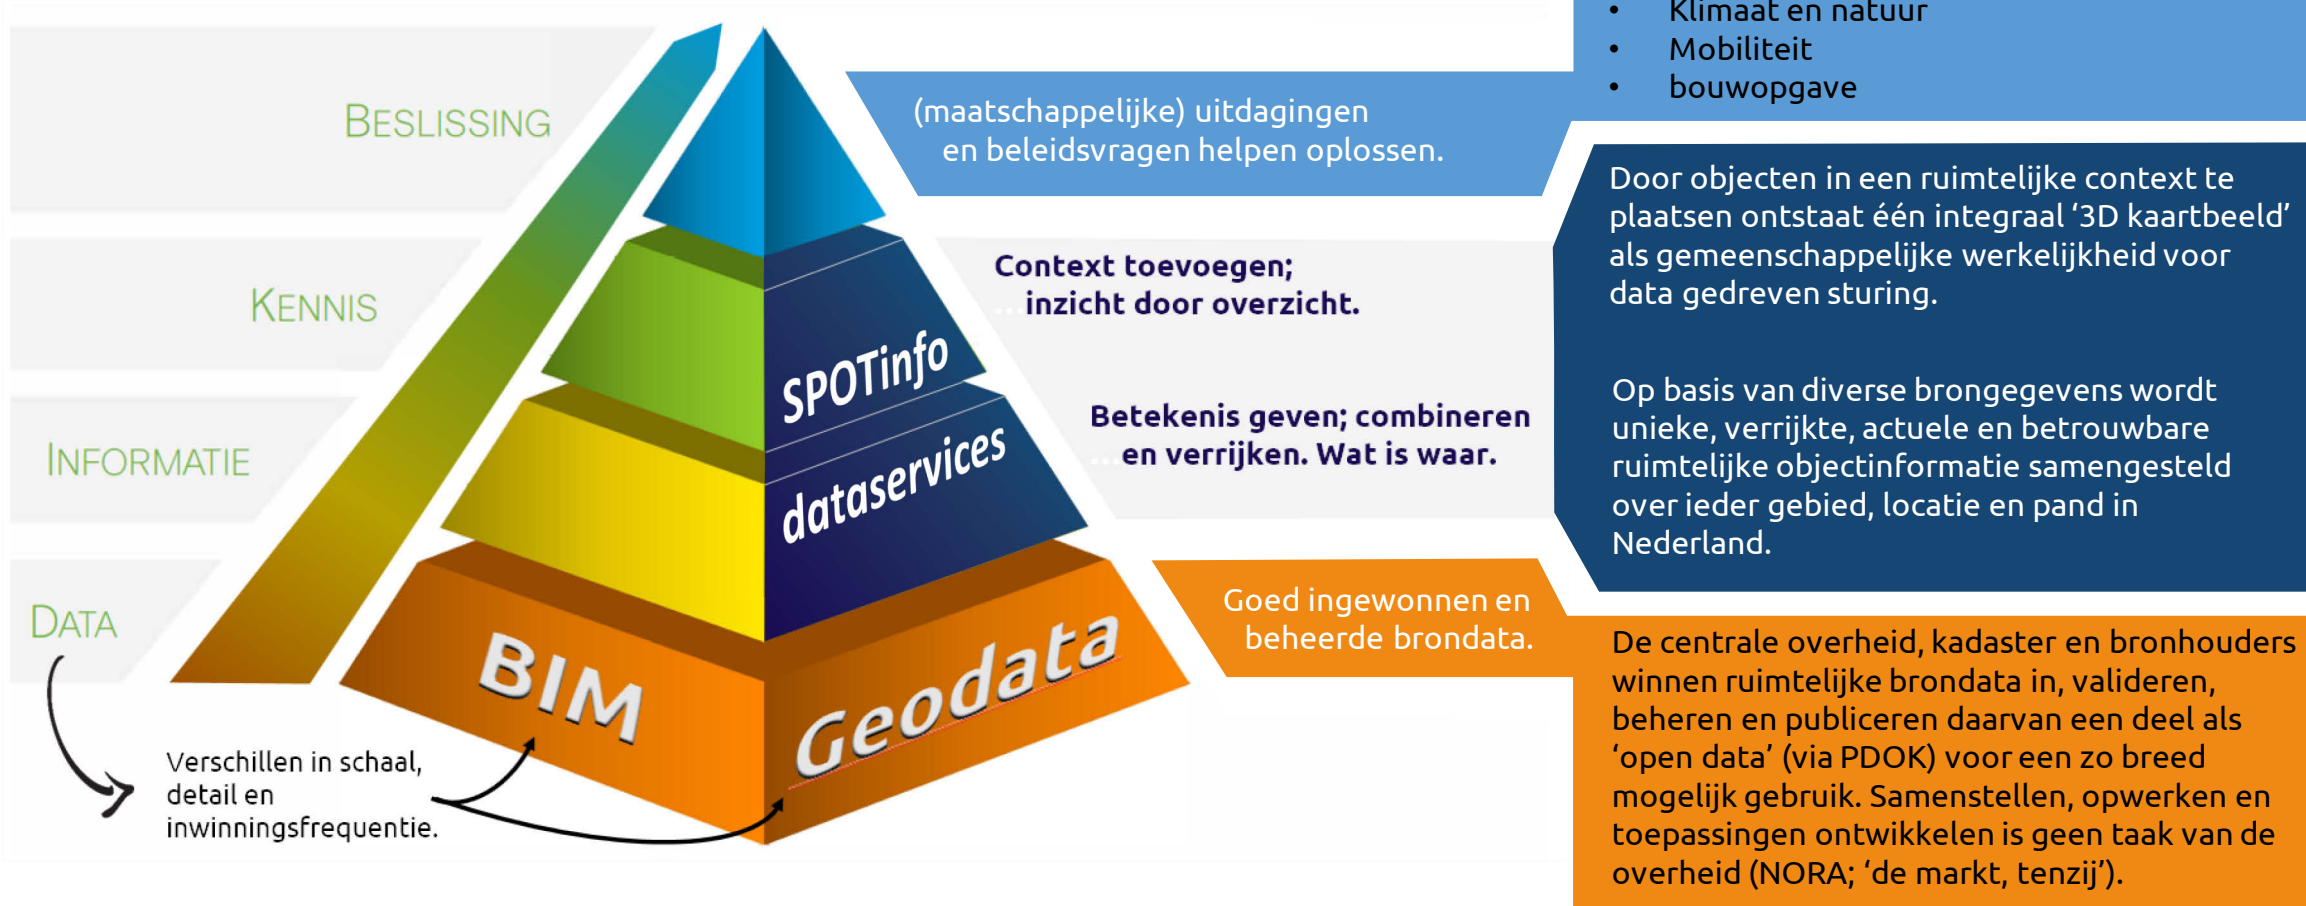 Klimaat en natuur
• Mobiliteit
• bouwopgave
BESLISSING
(maatschappelijke) uitdagingen
en beleidsvragen helpen oplossen.
Door objecten in een ruimtelijke context te
plaatsen ontstaat één integraal ‘3D kaartbeeld’
als gemeenschappelijke werkelijkheid voor
data gedreven sturing.
KENNIS
Context toevoegen;
...inzicht door overzicht.
SPOTinfo
Op basis van diverse brongegevens wordt
unieke, verrijkte, actuele en betrouwbare
ruimtelijke objectinformatie samengesteld
over ieder gebied, locatie en pand in
Nederland.
INFORMATIE
Betekenis geven; combineren
...en verrijken. Wat is waar.
dataservices
DATA
BIM
Geodata
Goed ingewonnen en
beheerde brondata.
De centrale overheid, kadaster en bronhouders
winnen ruimtelijke brondata in, valideren,
beheren en publiceren daarvan een deel als
‘open data’ (via PDOK) voor een zo breed
mogelijk gebruik. Samenstellen, opwerken en
toepassingen ontwikkelen is geen taak van de
overheid (NORA; ‘de markt, tenzij’).
Verschillen in schaal,
detail en
inwinningsfrequentie.